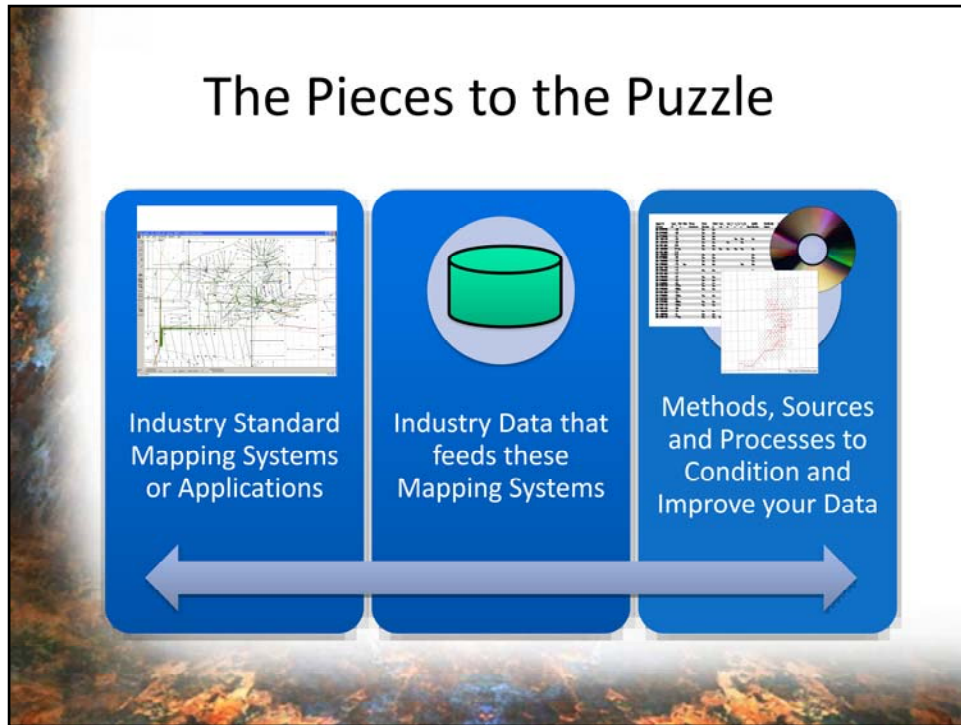 The Pieces to the Puzzle
Industry Standard
Mapping Systems
or Applications
Industry Data that
feeds these
Mapping Systems
Methods, Sources
and Processes to
Condition and
Improve your Data